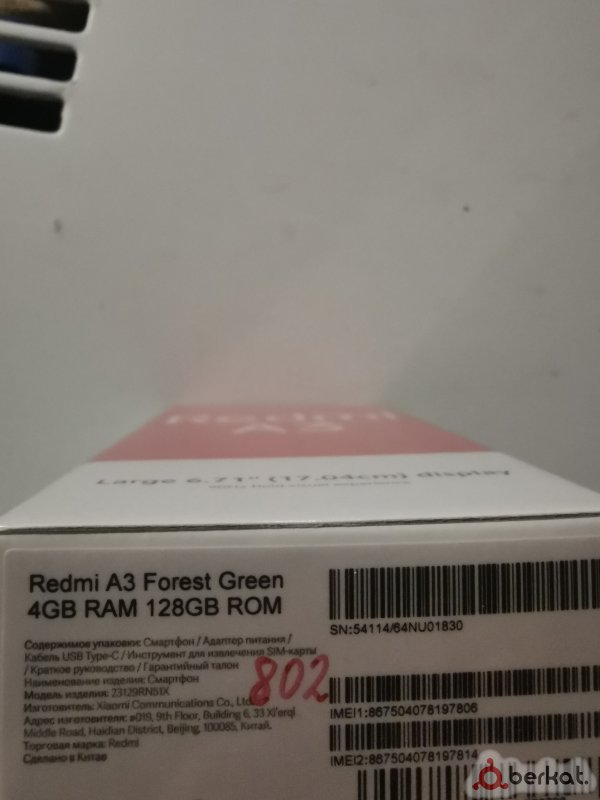 Redmi
A3
Large 6.71" (17.04cm) display
Redmi A3 Forest Green
4GB RAM 128GB ROM
Содержимое упаковки: Смартфон / Адаптер питания /
Кабель USB Type-C / Инструмент для извлечения SIM-карты
/ Краткое руководство / Гарантийный талон
Наименование изделия: Смартфон
Модель изделия: 23129RN51X
Изготовитель: Xiaomi Communications Co., Ltd.
Адрес изготовителя: #019, 9th Floor, Building 6, 33 Xi'erqi
Middle Road, Haidian District, Beijing, 100085, Китай.
Торговая марка: Redmi
Сделано в Китае
802
SN:54114/64NU01830
IMEI1:867504078197806
IMEI2:867504078197814
berkat.